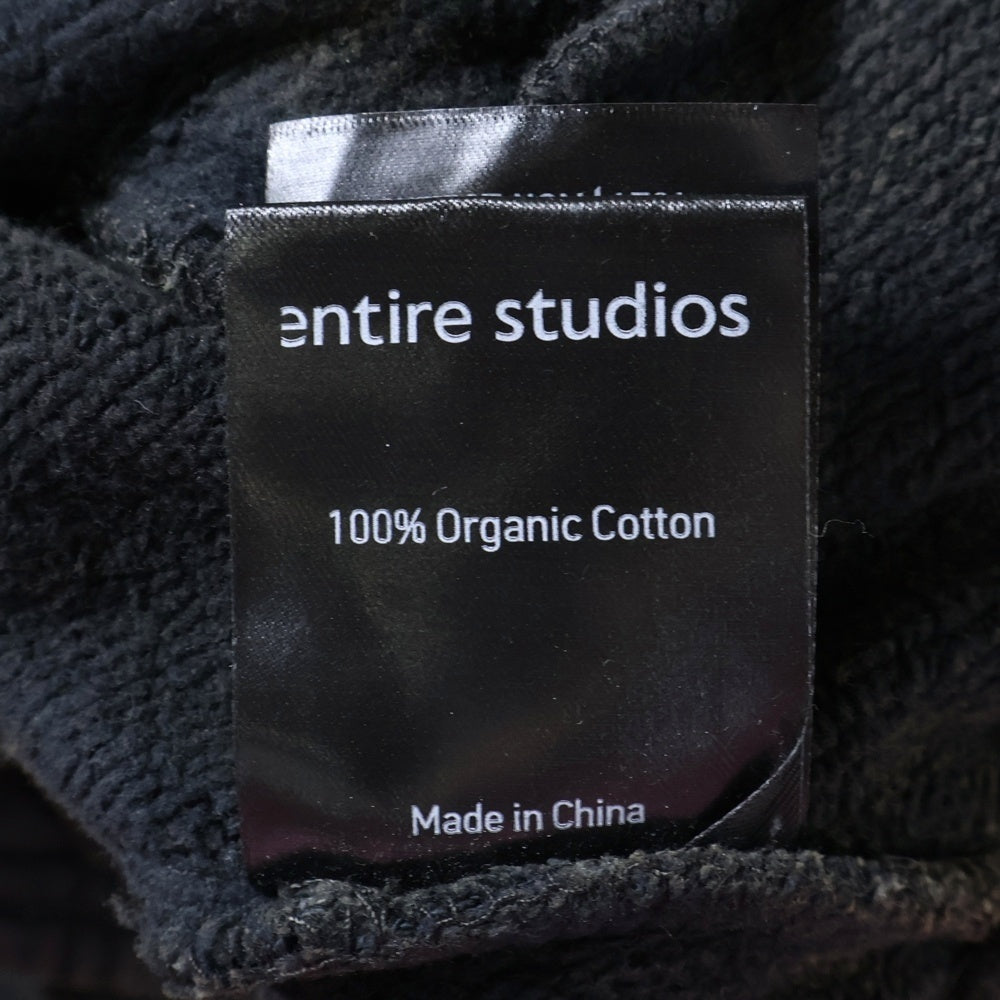 entire studios
100% Organic Cotton
Made in China